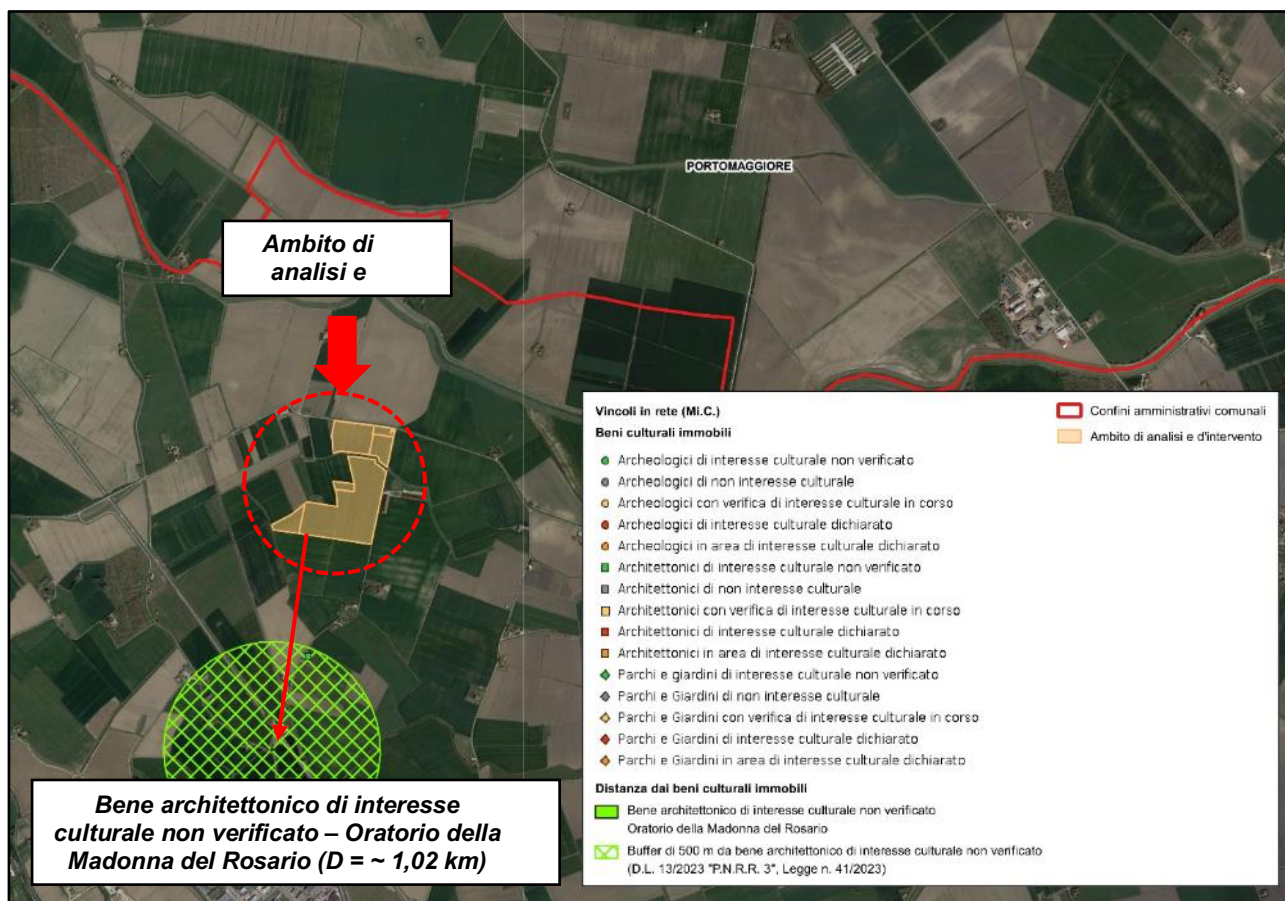 PORTOMAGGIORE
Ambito di
analisi e
Vincoli in rete (Mi.C.)
Beni culturali immobili
Archeologici di interesse culturale non verificato
Archeologici di non interesse culturale
Archeologici con verifica di interesse culturale in corso
Archeologici di interesse culturale dichiarato
Archeologici in area di interesse culturale dichiarato
Architettonici di interesse culturale non verificato
Architettonici di non interesse culturale
Architettonici con verifica di interesse culturale in corso
Architettonici di interesse culturale dichiarato
Architettonici in area di interesse culturale dichiarato
Parchi e giardini di interesse culturale non verificato
Parchi e Giardini di non interesse culturale
Parchi e Giardini con verifica di interesse culturale in corso
Parchi e Giardini di interesse culturale dichiarato
Parchi e Giardini in area di interesse culturale dichiarato
Distanza dai beni culturali immobili
Bene architettonico di interesse culturale non verificato
Oratorio della Madonna del Rosario
Buffer di 500 m da bene architettonico di interesse culturale non verificato
(D.L. 13/2023 "P.N.R.R. 3", Legge n. 41/2023)
Confini amministrativi comunali
Ambito di analisi e d'intervento
Bene architettonico di interesse
culturale non verificato – Oratorio della
Madonna del Rosario (D = ~ 1,02 km)